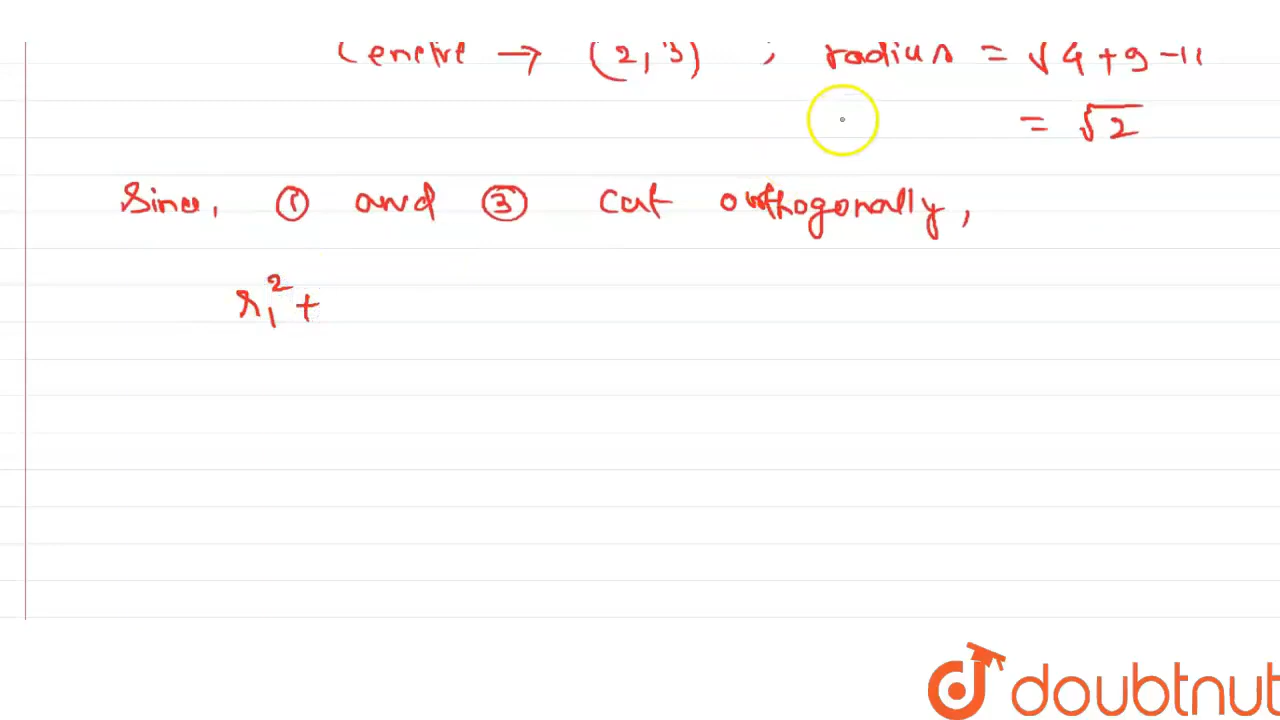 Centre → (2,3) ; radius = √4+9-11
= √2
Since, ① and ③ cut orthogonally,
r₁² +
doubtnut